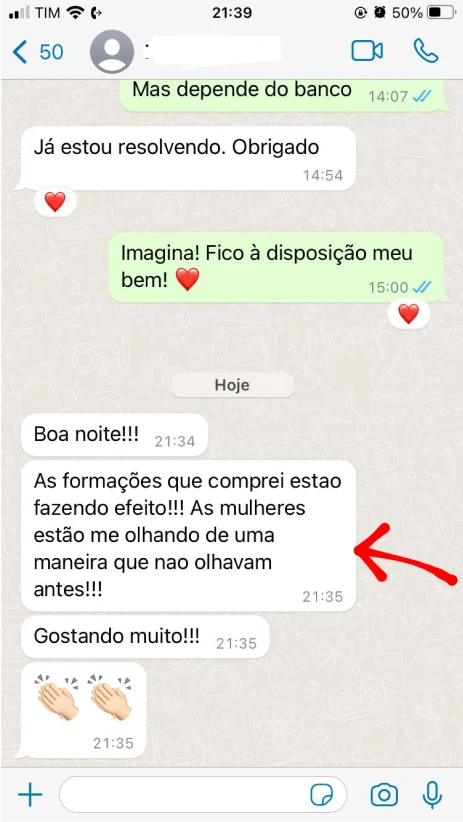 TIM 21:39 50%
50
Mas depende do banco 14:07
Já estou resolvendo. Obrigado
14:54
Imagina! Fico à disposição meu
bem! 15:00
Hoje
Boa noite!!! 21:34
As formações que comprei estao
fazendo efeito!!! As mulheres
estão me olhando de uma
maneira que nao olhavam
antes!!! 21:35
Gostando muito!!! 21:35
21:35